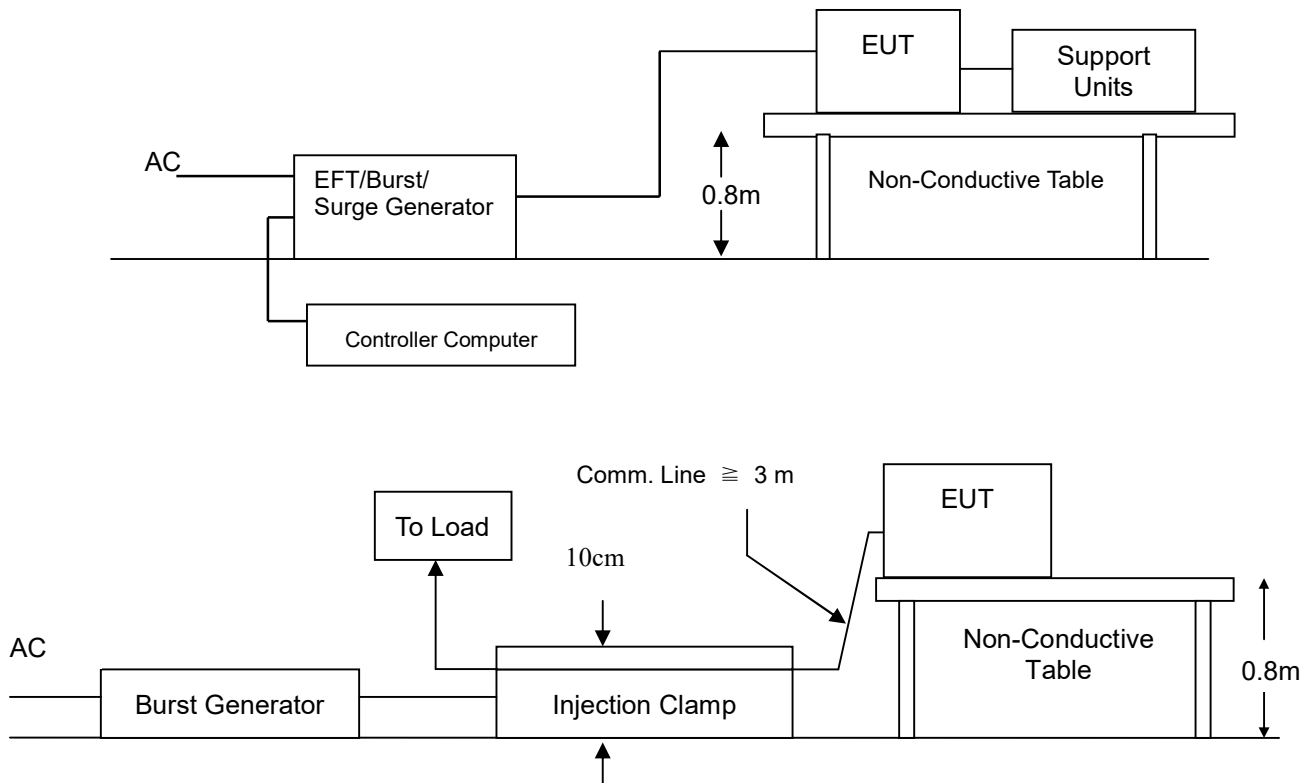 EUT
Support
Units
AC
EFT/Burst/
Surge Generator
0.8m
Non-Conductive Table
Controller Computer
Comm. Line ≧ 3 m
EUT
To Load
10cm
AC
Non-Conductive
Table
0.8m
Burst Generator
Injection Clamp